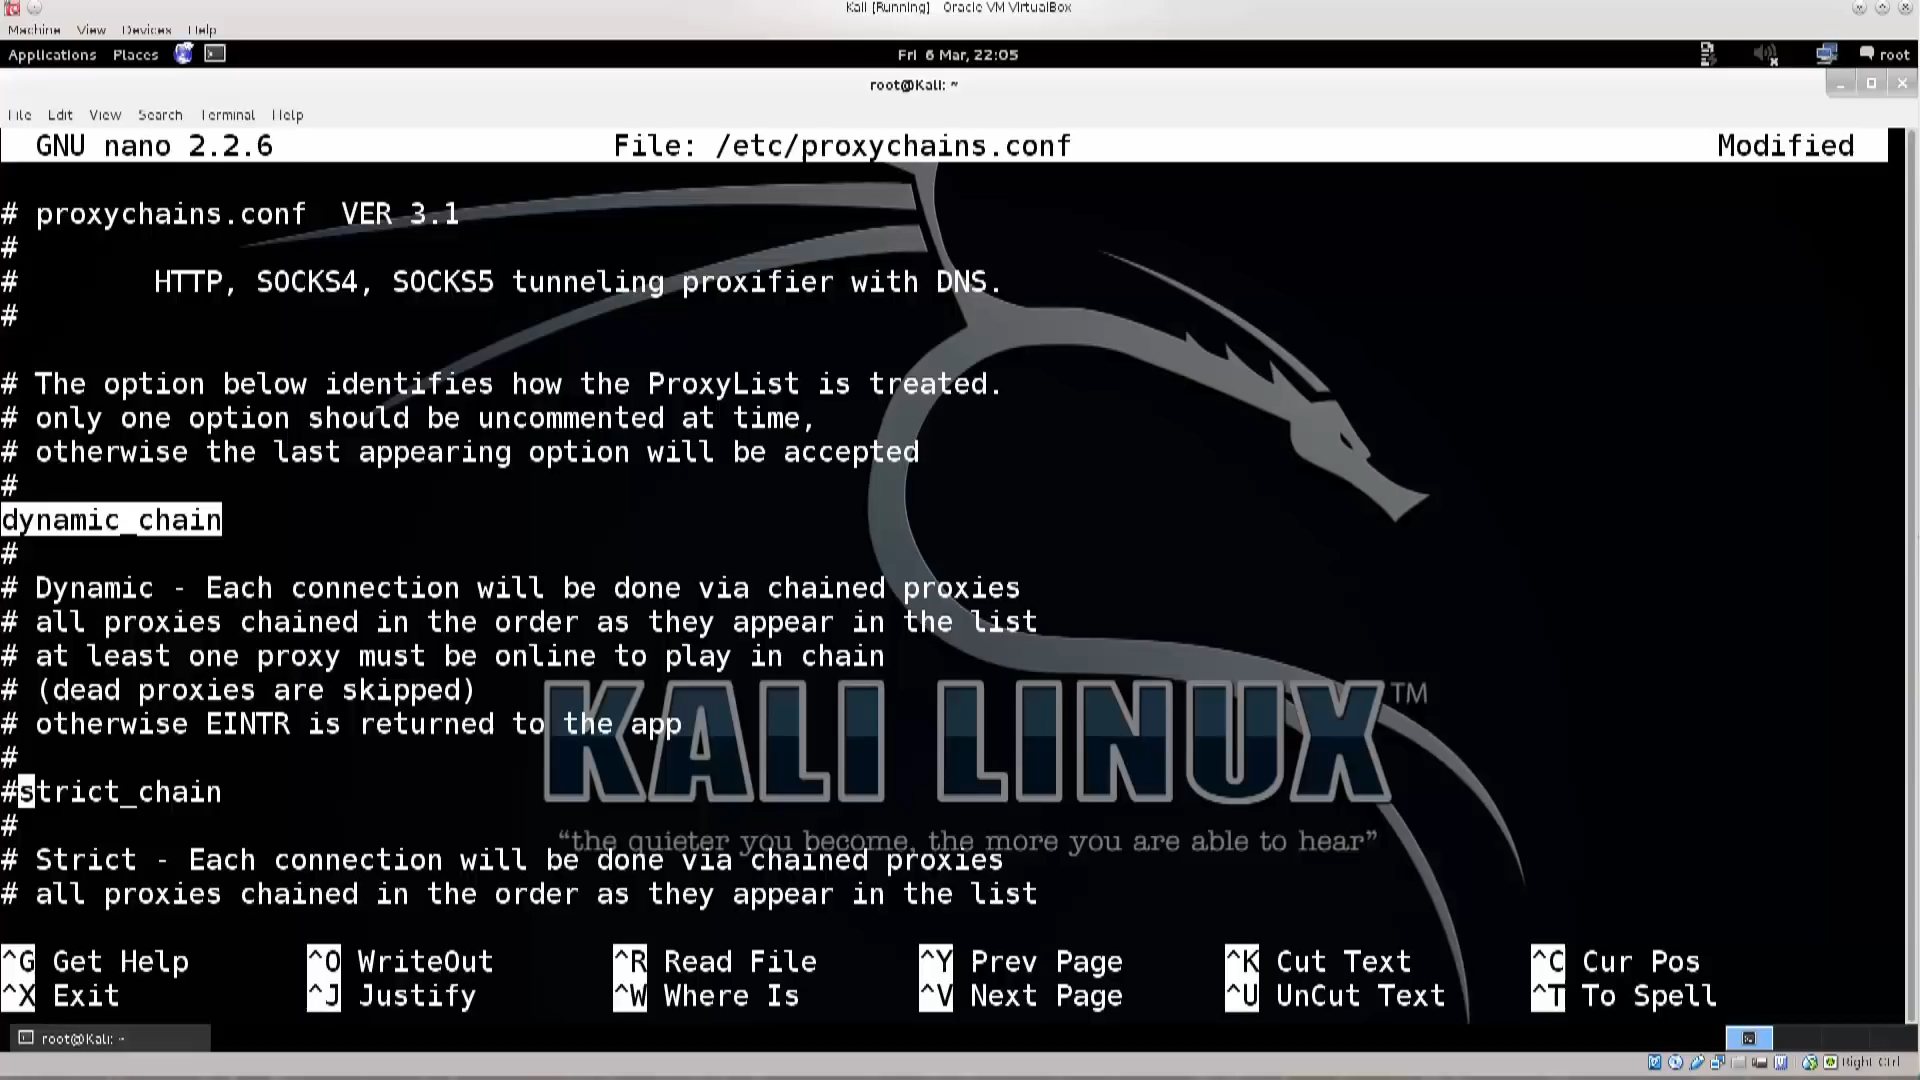 Kali [Running] - Oracle VM VirtualBox
Machine View Devices Help
Applications Places Fri 6 Mar, 22:05 root
root@Kali: ~
File Edit View Search Terminal Help
GNU nano 2.2.6 File: /etc/proxychains.conf Modified
# proxychains.conf VER 3.1
#
# HTTP, SOCKS4, SOCKS5 tunneling proxifier with DNS.
#
# The option below identifies how the ProxyList is treated.
# only one option should be uncommented at time,
# otherwise the last appearing option will be accepted
#
dynamic_chain
#
# Dynamic - Each connection will be done via chained proxies
# all proxies chained in the order as they appear in the list
# at least one proxy must be online to play in chain
# (dead proxies are skipped)
# otherwise EINTR is returned to the app
#
#strict_chain
#
# Strict - Each connection will be done via chained proxies
# all proxies chained in the order as they appear in the list
KALI LINUX™
“the quieter you become, the more you are able to hear”
^G Get Help ^O WriteOut ^R Read File ^Y Prev Page ^K Cut Text ^C Cur Pos
^X Exit ^J Justify ^W Where Is ^V Next Page ^U UnCut Text ^T To Spell
root@Kali: ~
Right Ctrl